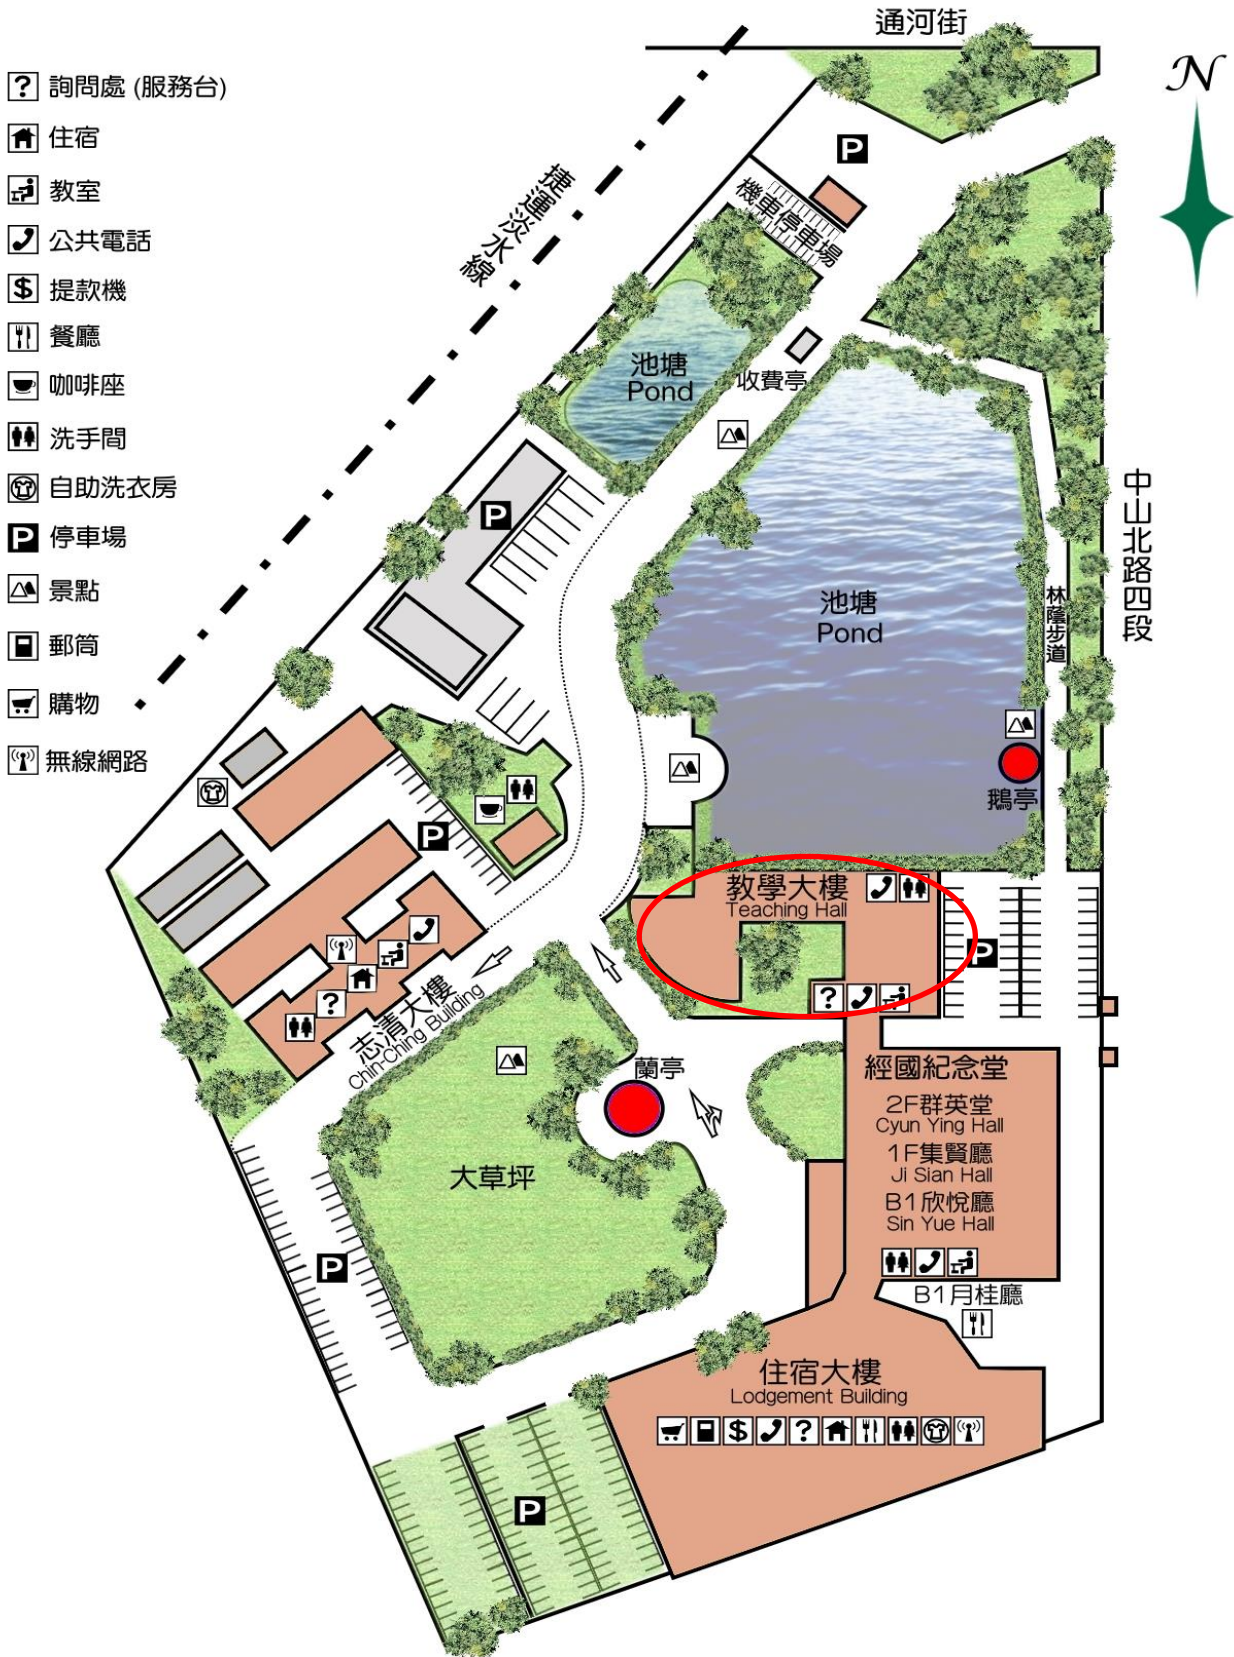 通河街
N
? 詢問處 (服務台)
住宿
教室
公共電話
$ 提款機
餐廳
咖啡座
洗手間
自助洗衣房
P 停車場
景點
郵筒
購物
無線網路
捷運淡水線
P
機車停車場
池塘
Pond
收費亭
P
池塘
Pond
中山北路四段
林蔭步道
鵝亭
P
教學大樓
Teaching Hall
P
?
?
志清大樓
Chin-Ching Building
蘭亭
大草坪
經國紀念堂
2F群英堂
Cyun Ying Hall
1F集賢廳
Ji Sian Hall
B1欣悅廳
Sin Yue Hall
P
B1月桂廳
住宿大樓
Lodgement Building
$ ?
P